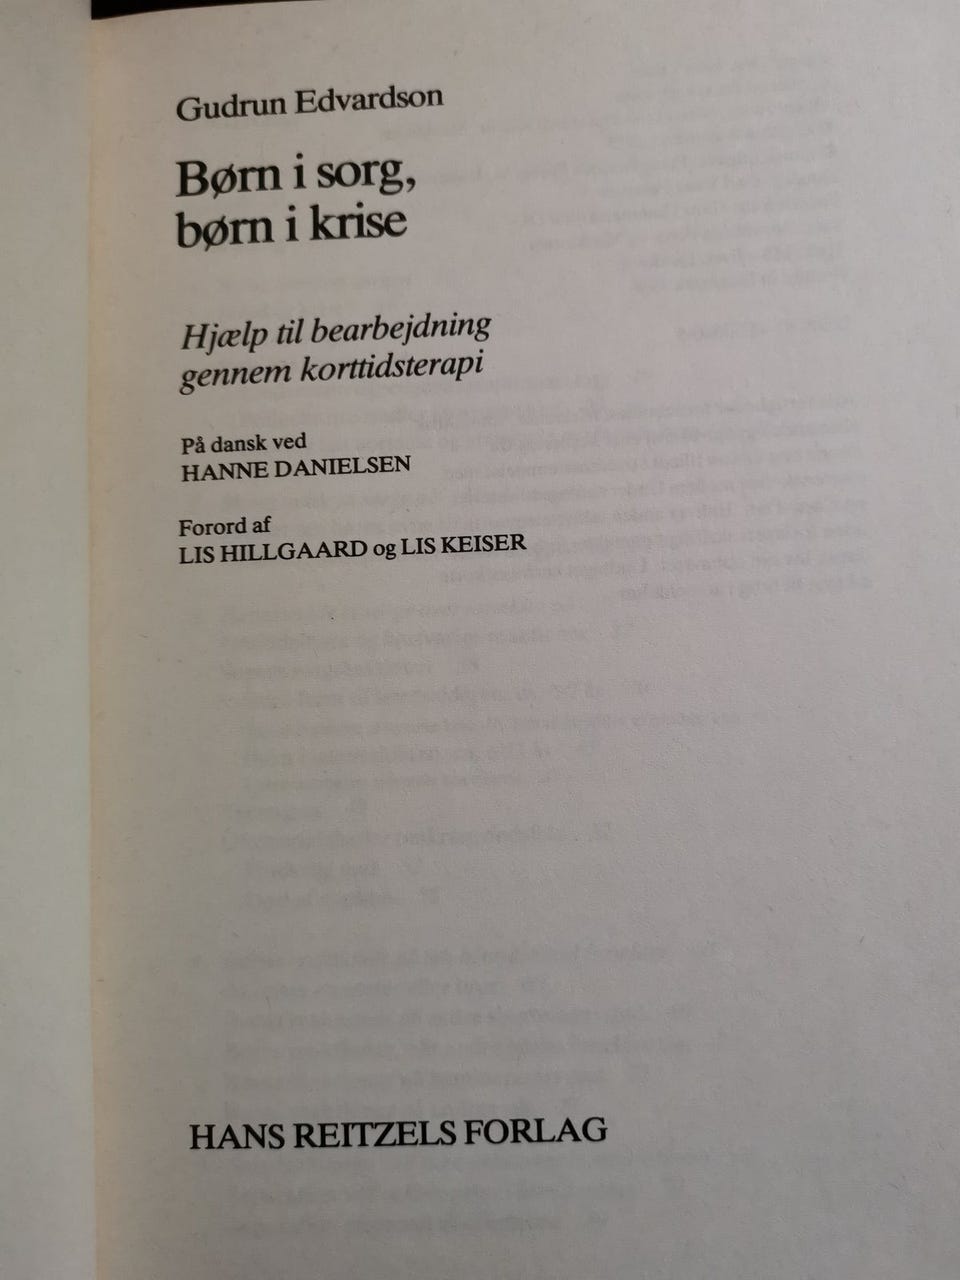 Gudrun Edvardson
Børn i sorg,
børn i krise
Hjælp til bearbejdning
gennem korttidsterapi
På dansk ved
HANNE DANIELSEN
Forord af
LIS HILLGAARD og LIS KEISER
HANS REITZELS FORLAG